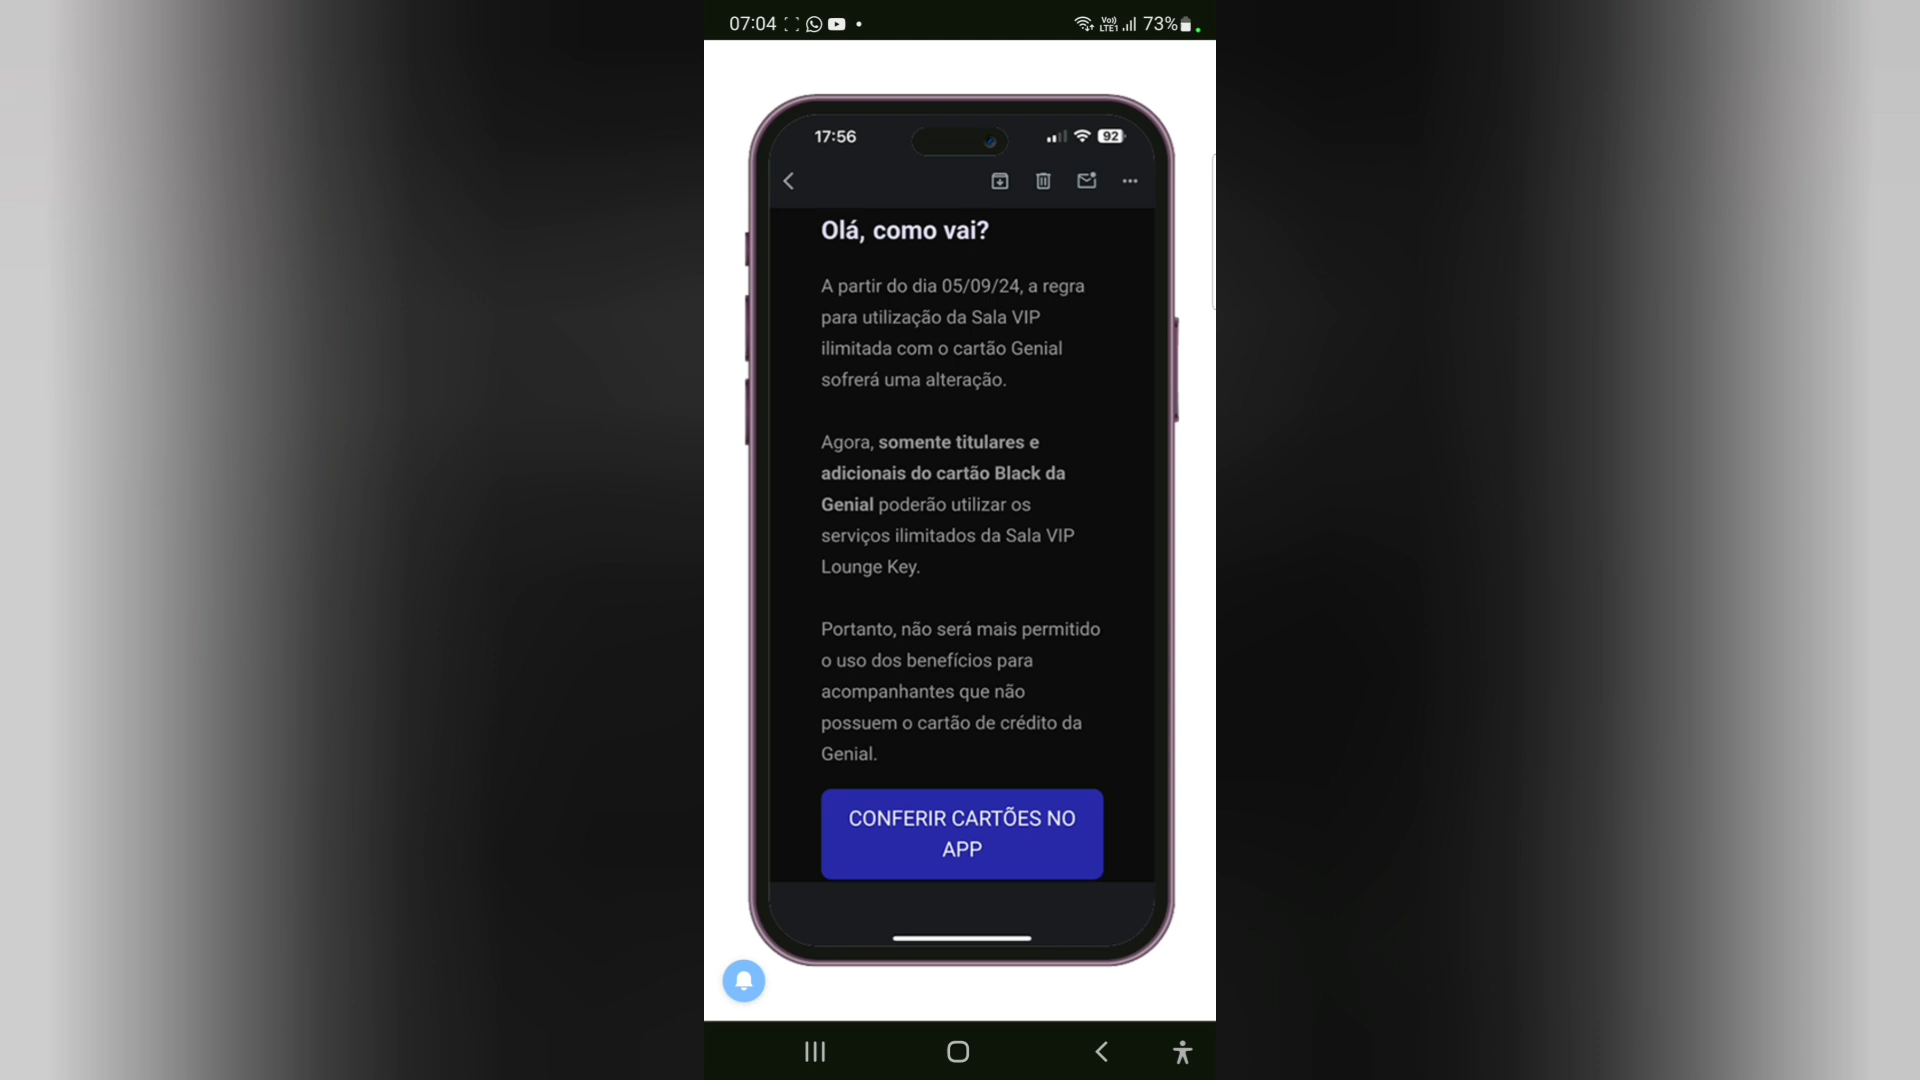 07:04
Vo))
LTE1
73%
17:56
92
Olá, como vai?
A partir do dia 05/09/24, a regra
para utilização da Sala VIP
ilimitada com o cartão Genial
sofrerá uma alteração.
Agora, somente titulares e
adicionais do cartão Black da
Genial poderão utilizar os
serviços ilimitados da Sala VIP
Lounge Key.
Portanto, não será mais permitido
o uso dos benefícios para
acompanhantes que não
possuem o cartão de crédito da
Genial.
CONFERIR CARTÕES NO
APP